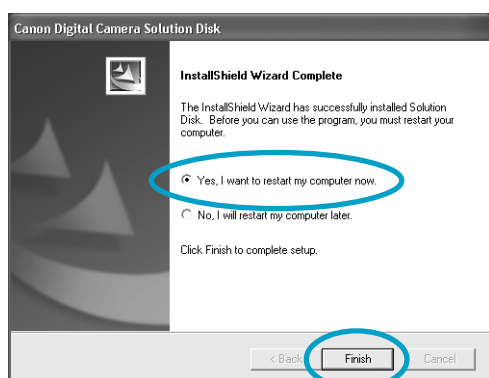 Canon Digital Camera Solution Disk
InstallShield Wizard Complete
The InstallShield Wizard has successfully installed Solution
Disk. Before you can use the program, you must restart your
computer.
Yes, I want to restart my computer now.
No, I will restart my computer later.
Click Finish to complete setup.
< Back Finish Cancel